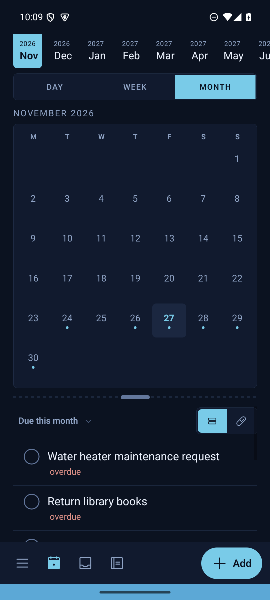 10:09
2026 2026 2027 2027 2027 2027 2027 2027
Nov Dec Jan Feb Mar Apr May Ju
DAY WEEK MONTH
NOVEMBER 2026
M T W T F S S
1
2 3 4 5 6 7 8
9 10 11 12 13 14 15
16 17 18 19 20 21 22
23 24 25 26 27 28 29
30
Due this month
Water heater maintenance request
overdue
Return library books
overdue
Add